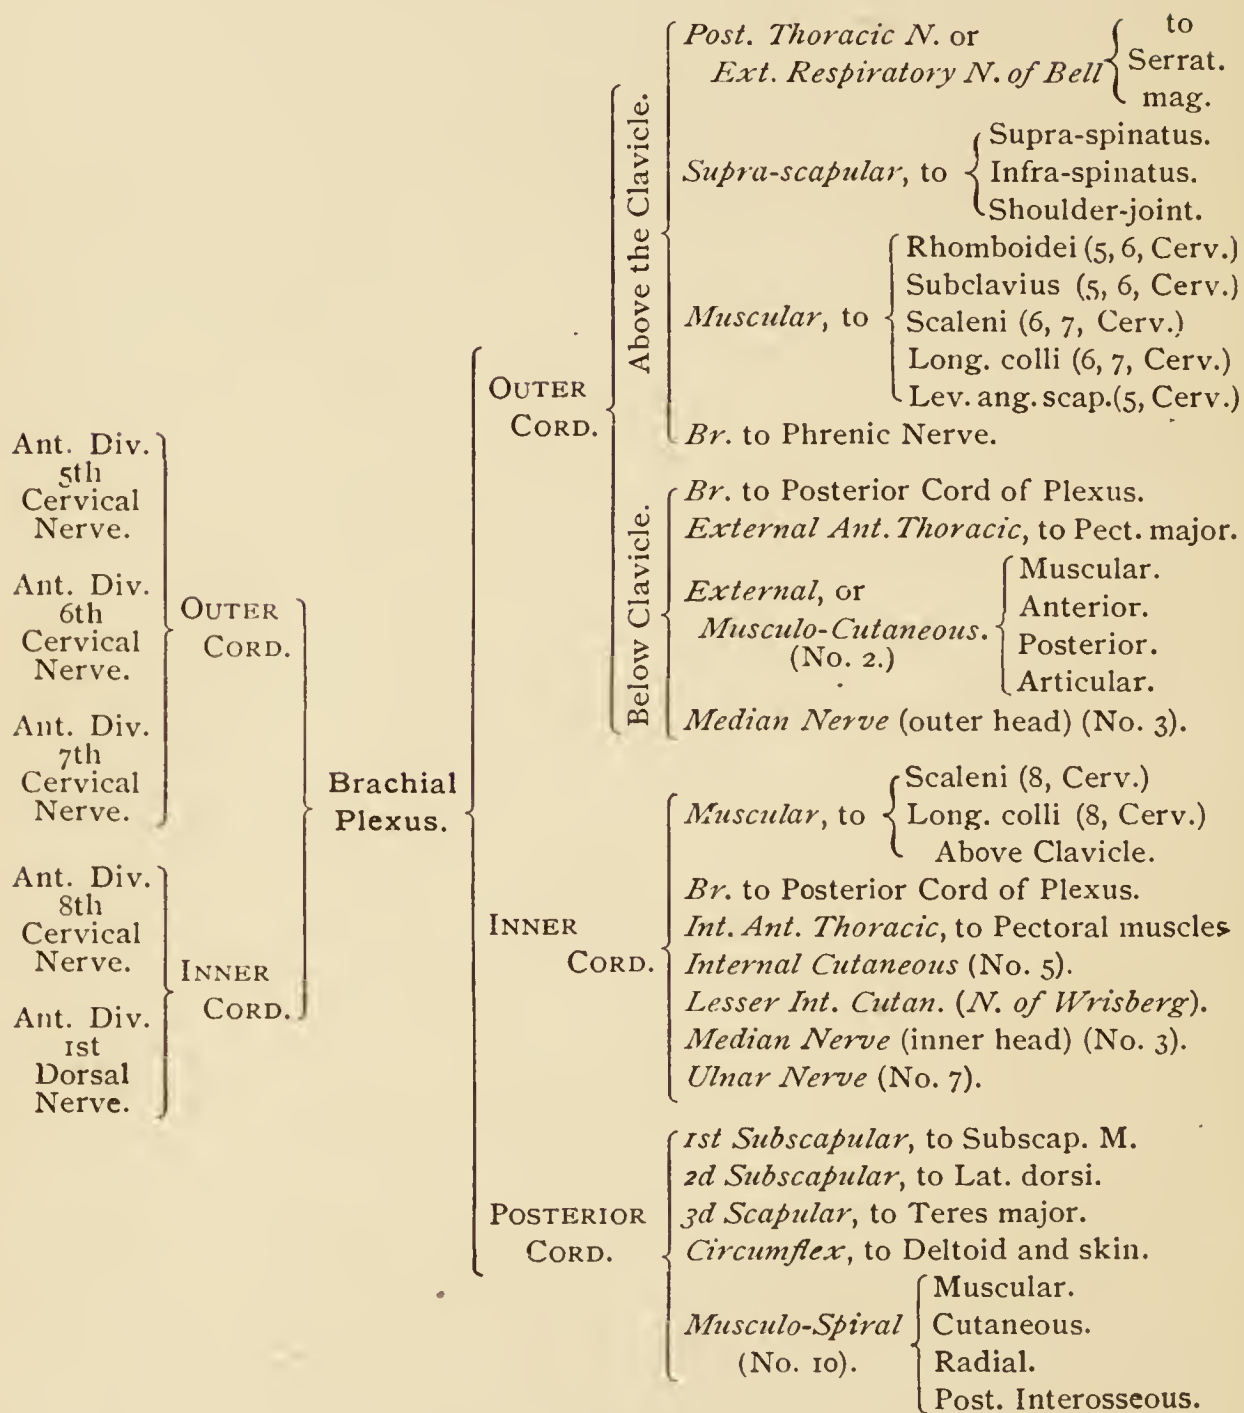 Ant. Div.
5th
Cervical
Nerve.
Ant. Div.
6th
Cervical
Nerve.
Ant. Div.
7th
Cervical
Nerve.
OUTER
CORD.
Ant. Div.
8th
Cervical
Nerve.
Ant. Div.
1st
Dorsal
Nerve.
INNER
CORD.
Brachial
Plexus.
OUTER
CORD.
Above the Clavicle.
Post. Thoracic N. or
Ext. Respiratory N. of Bell
to
Serrat.
mag.
Supra-scapular, to
Supra-spinatus.
Infra-spinatus.
Shoulder-joint.
Muscular, to
Rhomboidei (5, 6, Cerv.)
Subclavius (5, 6, Cerv.)
Scaleni (6, 7, Cerv.)
Long. colli (6, 7, Cerv.)
Lev. ang. scap. (5, Cerv.)
Br. to Phrenic Nerve.
Below Clavicle.
Br. to Posterior Cord of Plexus.
External Ant. Thoracic, to Pect. major.
External, or
Musculo-Cutaneous.
(No. 2.)
Muscular.
Anterior.
Posterior.
Articular.
Median Nerve (outer head) (No. 3).
INNER
CORD.
Muscular, to
Scaleni (8, Cerv.)
Long. colli (8, Cerv.)
Above Clavicle.
Br. to Posterior Cord of Plexus.
Int. Ant. Thoracic, to Pectoral muscles
Internal Cutaneous (No. 5).
Lesser Int. Cutan. (N. of Wrisberg).
Median Nerve (inner head) (No. 3).
Ulnar Nerve (No. 7).
POSTERIOR
CORD.
1st Subscapular, to Subscap. M.
2d Subscapular, to Lat. dorsi.
3d Scapular, to Teres major.
Circumflex, to Deltoid and skin.
Musculo-Spiral
(No. 10).
Muscular.
Cutaneous.
Radial.
Post. Interosseous.